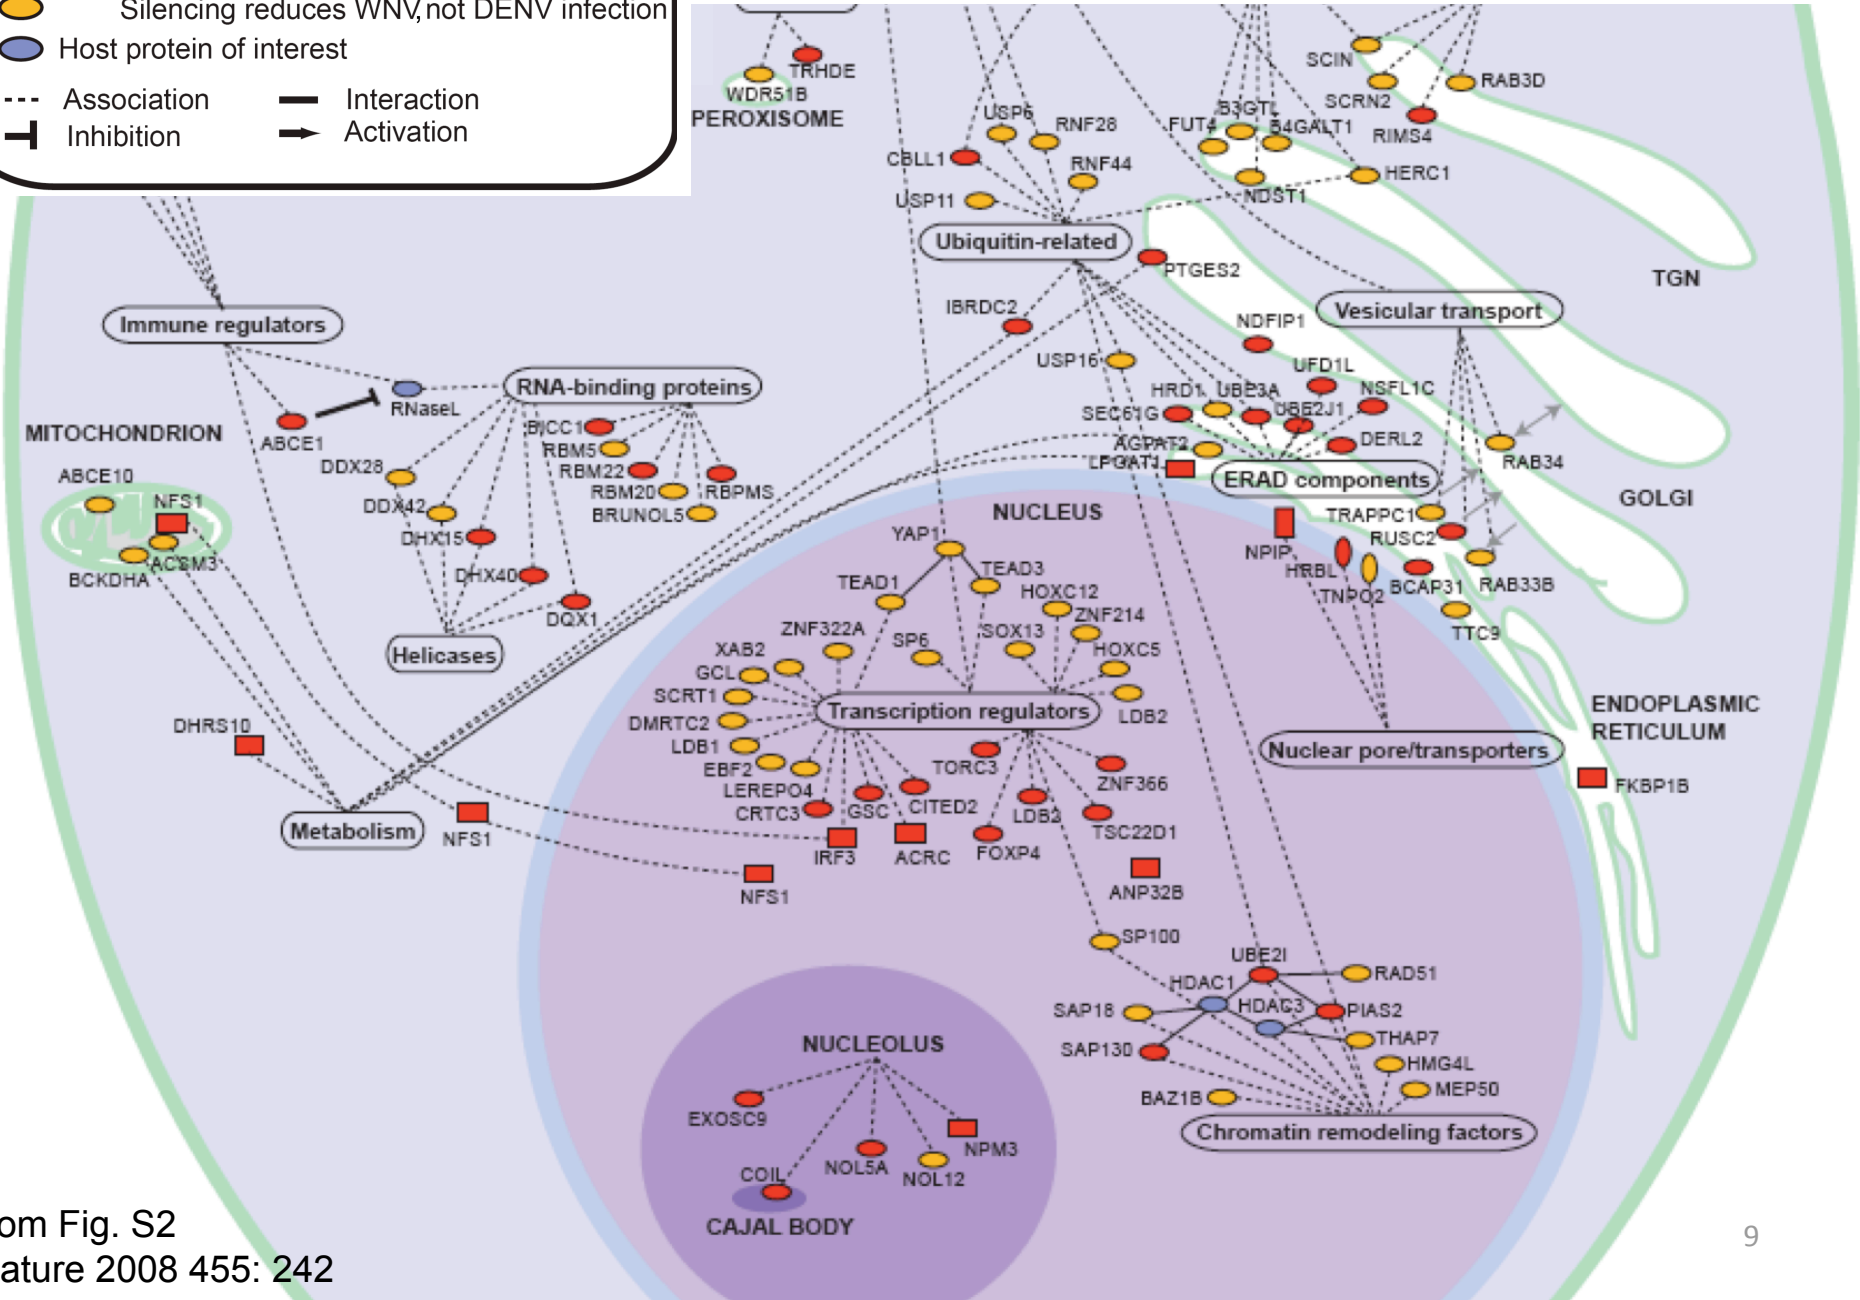 Silencing reduces WNV, not DENV infection
Host protein of interest
Association
Interaction
Inhibition
Activation
TRHDE
WDR51B
PEROXISOME
SCIN
SCRN2
RAB3D
RIMS4
USP6
RNF28
CBLL1
RNF44
USP11
B3GTL
FUT4
B4GALT1
HERC1
NDST1
Ubiquitin-related
PTGES2
TGN
IBRDC2
Vesicular transport
NDFIP1
USP16
UFD1L
HRD1
UBE3A
NSFL1C
SEC61G
UBE2J1
AGPAT2
DERL2
LPGAT1
RAB34
ERAD components
GOLGI
TRAPPC1
RUSC2
NPIP
HRBL
BCAP31
RAB33B
TNPO2
TTC9
Immune regulators
RNA-binding proteins
RNaseL
ABCE1
MITOCHONDRION
ABCE10
NFS1
ACSM3
BCKDHA
BICC1
RBM5
RBM22
RBM20
RBPMS
BRUNOL5
DDX28
DDX42
DHX15
DHX40
DQX1
Helicases
DHRS10
Metabolism
NFS1
NFS1
NUCLEUS
YAP1
TEAD1
TEAD3
HOXC12
ZNF214
ZNF322A
SP6
SOX13
HOXC5
XAB2
GCL
SCRT1
DMRTC2
LDB1
EBF2
LEREPO4
Transcription regulators
LDB2
TORC3
ZNF366
CRTC3
GSC
CITED2
LDB2
TSC22D1
IRF3
ACRC
FOXP4
ANP32B
Nuclear pore/transporters
ENDOPLASMIC
RETICULUM
FKBP1B
SP100
UBE2I
RAD51
HDAC1
HDAC3
SAP18
PIAS2
SAP130
THAP7
HMG4L
MEP50
BAZ1B
Chromatin remodeling factors
NUCLEOLUS
EXOSC9
NPM3
NOL5A
NOL12
COIL
CAJAL BODY
om Fig. S2
ature 2008 455: 242
9